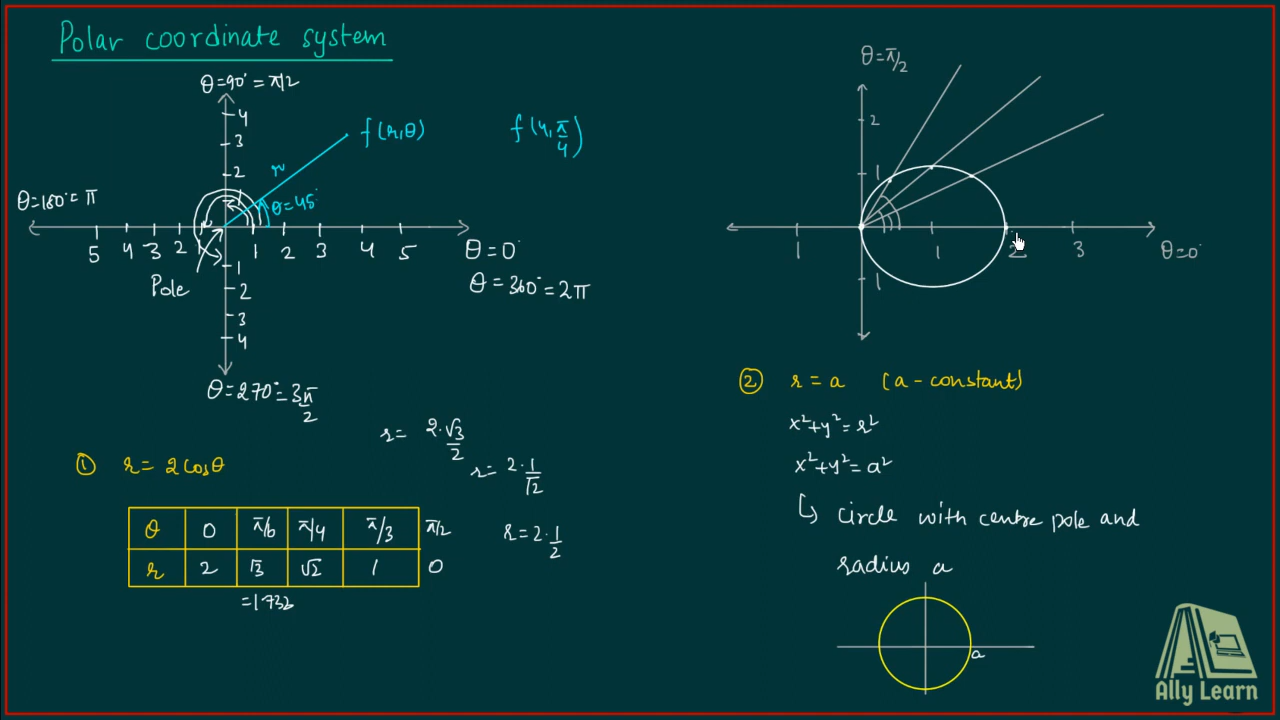 Polar coordinate system
θ=90°=π/2
4
3
2
1
f(r,θ)
r
θ=45°
f(4, π/4)
θ=180°=π
5 4 3 2 1 1 2 3 4 5
θ=0°
θ=360°=2π
Pole
1
2
3
4
θ=270°=3π/2
① r=2cosθ
r= 2·√3/2
r= 2·1/√2
r=2·1/2
θ 0 π/6 π/4 π/3 π/2
r 2 √3 √2 1 0
=1.732
θ=π/2
2
1
1 1 2 3
θ=0°
1
② r=a (a-constant)
x²+y²=r²
x²+y²=a²
↳ circle with centre pole and
radius a
a
Ally Learn